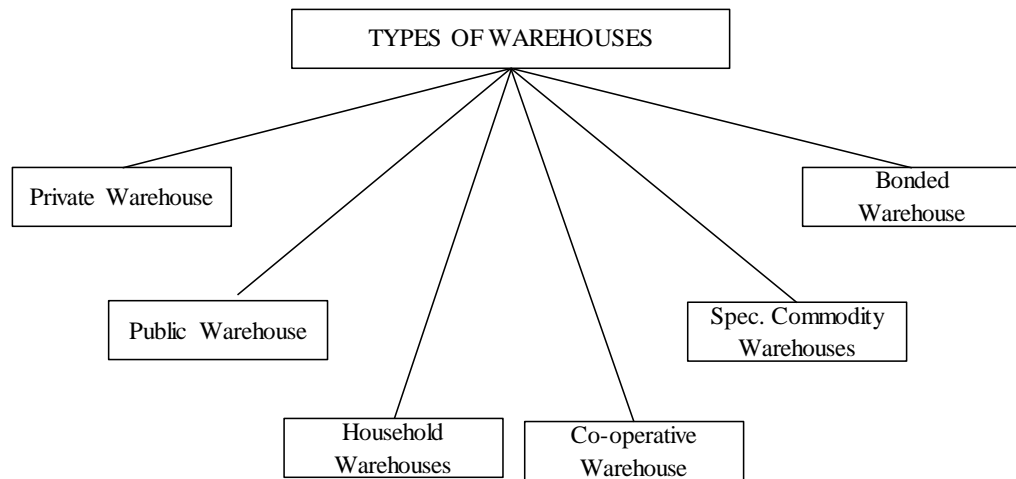 TYPES OF WAREHOUSES
Private Warehouse
Bonded
Warehouse
Public Warehouse
Spec. Commodity
Warehouses
Household
Warehouses
Co-operative
Warehouse